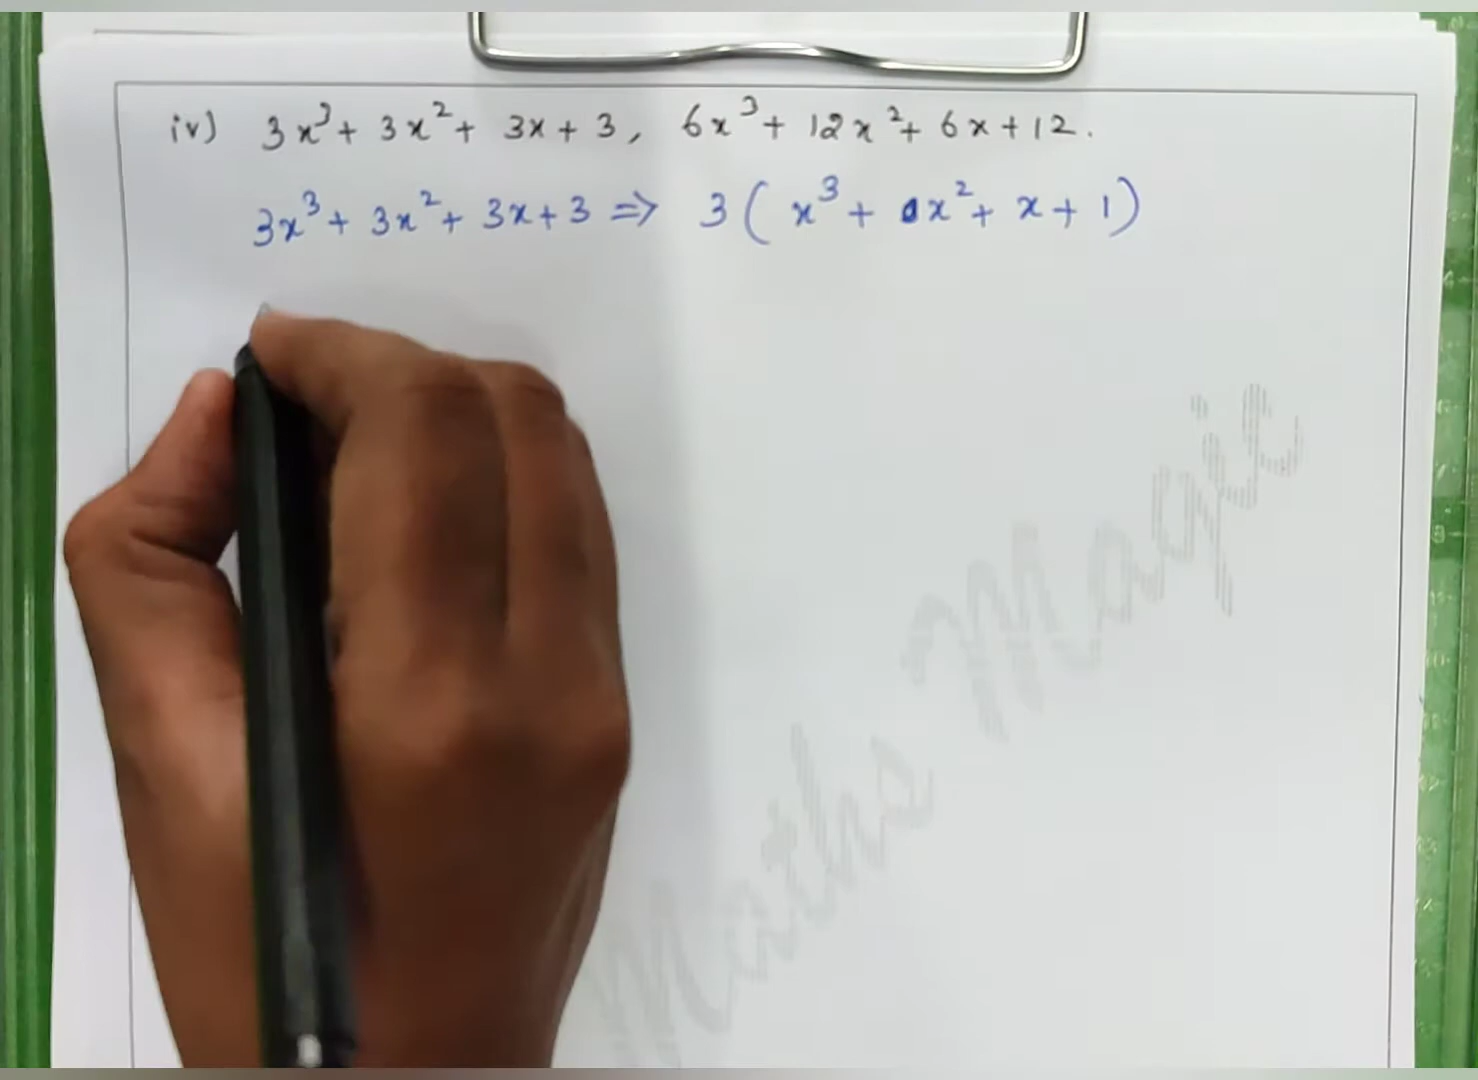 iv) 3x³ + 3x² + 3x + 3, 6x³ + 12x² + 6x + 12.
3x³ + 3x² + 3x + 3 ⇒ 3(x³ + x² + x + 1)
Maths Magic